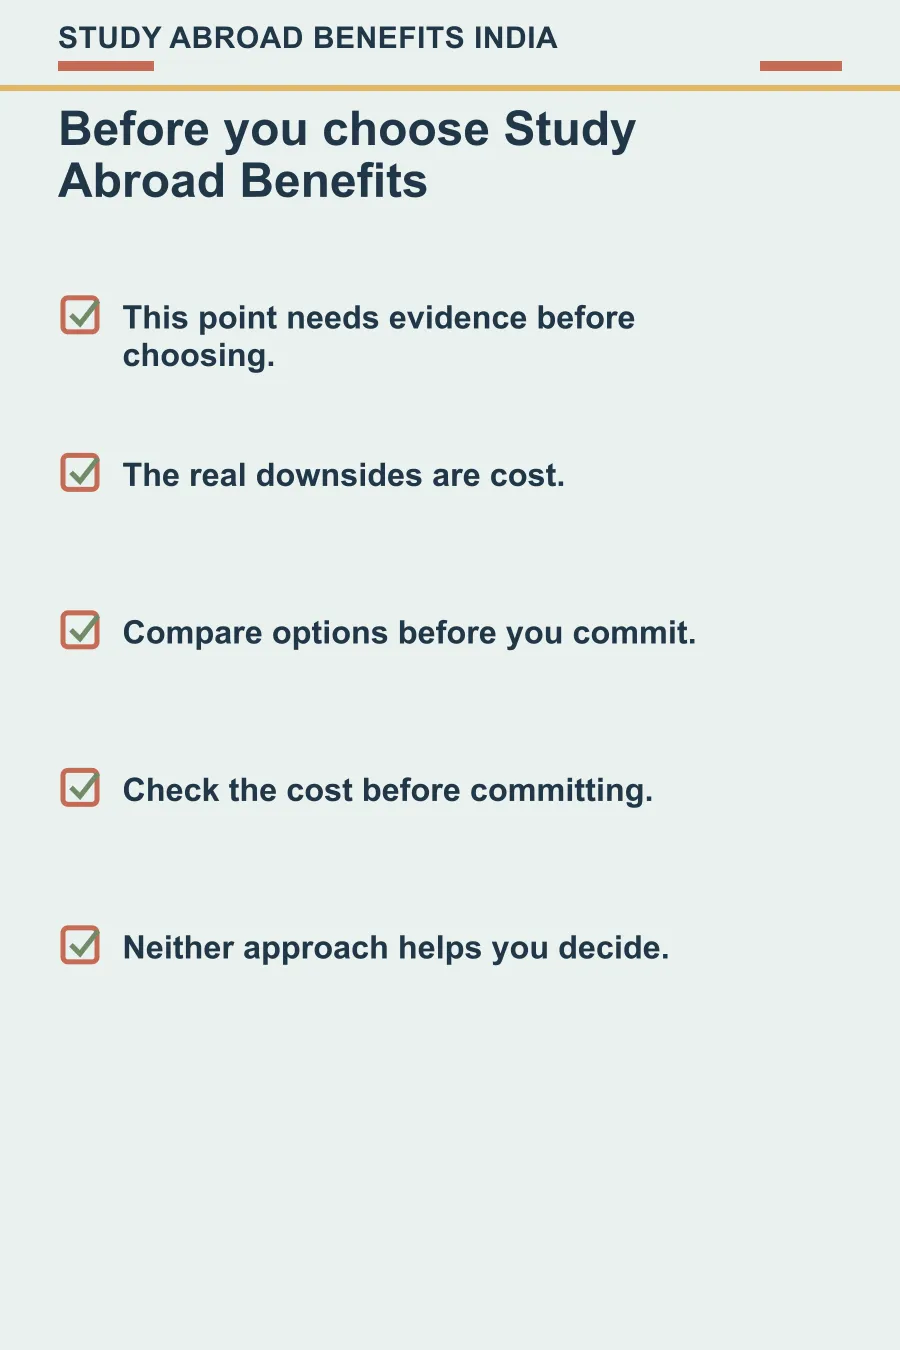 STUDY ABROAD BENEFITS INDIA
Before you choose Study
Abroad Benefits
This point needs evidence before
choosing.
The real downsides are cost.
Compare options before you commit.
Check the cost before committing.
Neither approach helps you decide.